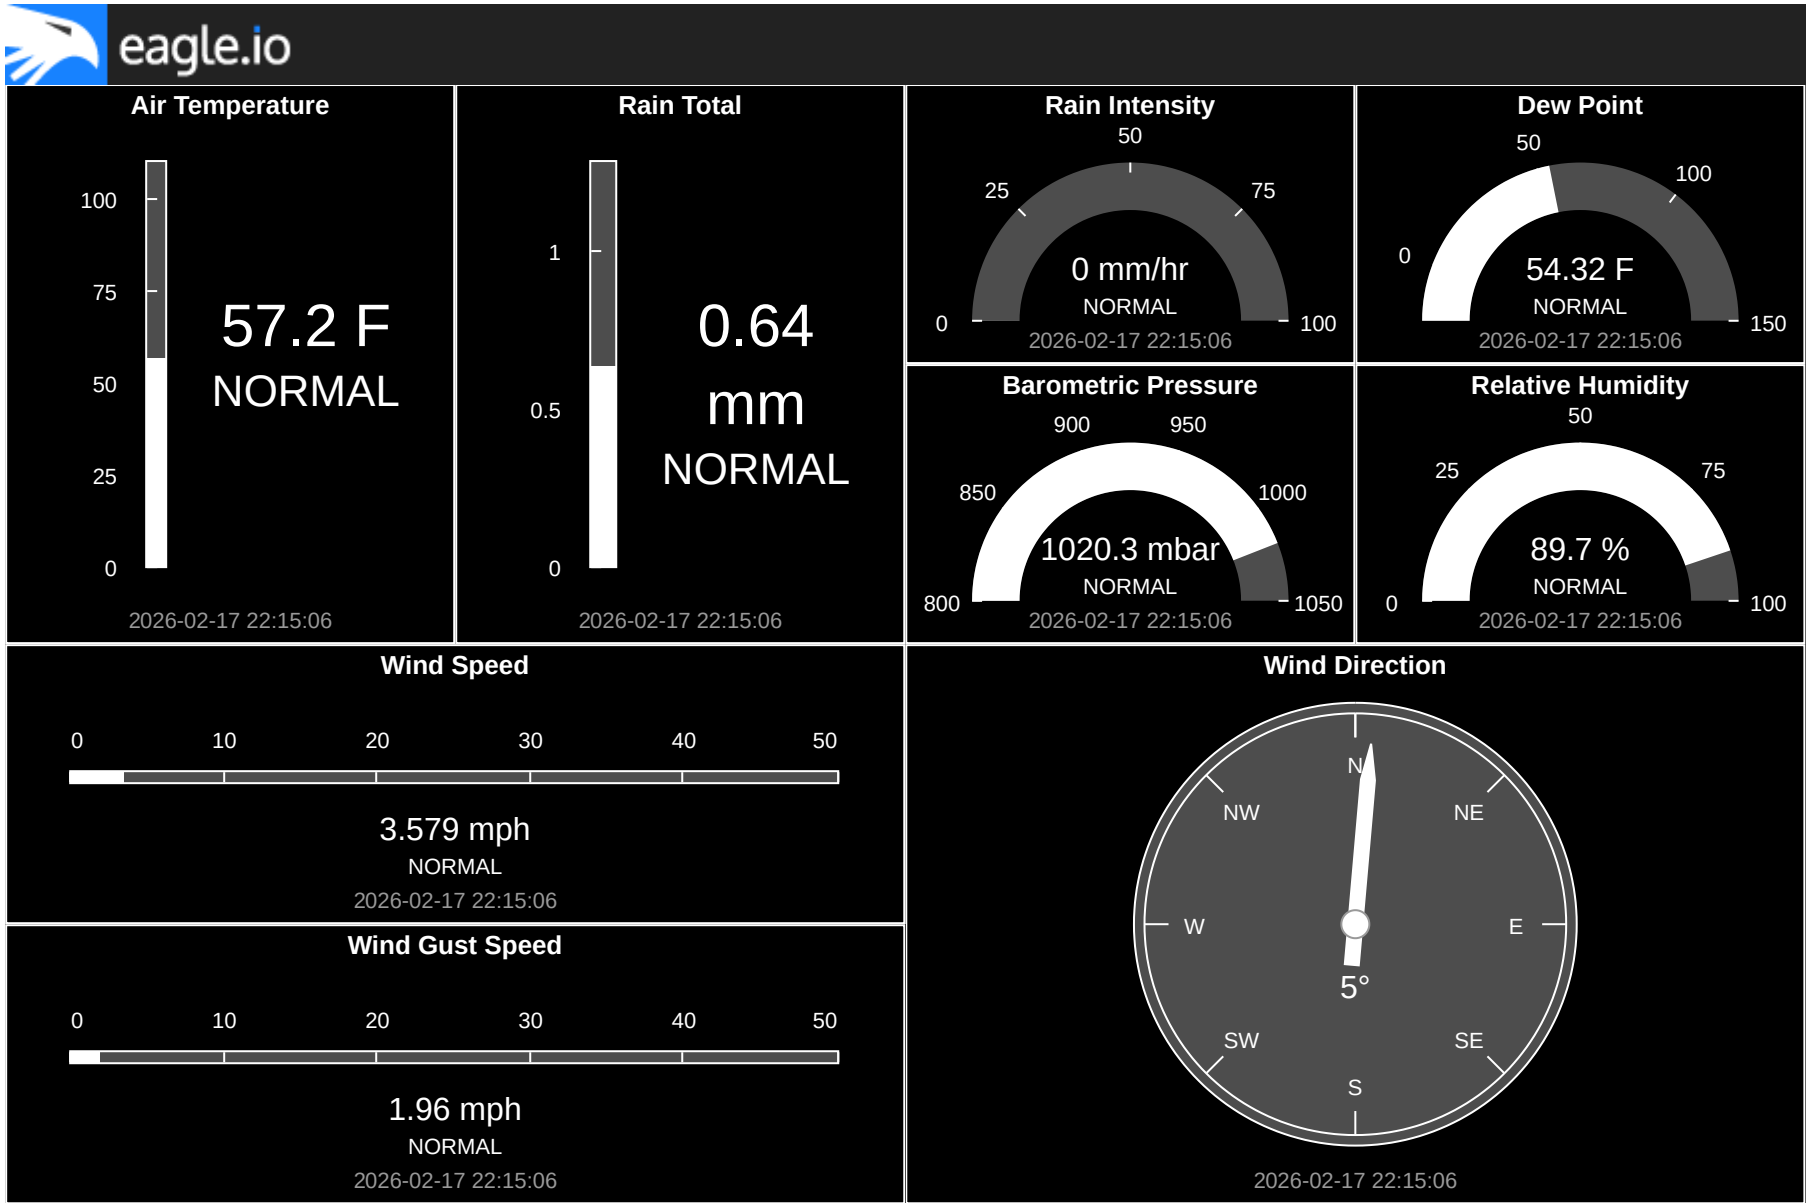 eagle.io
Air Temperature
100
75
50
25
0
57.2 F
NORMAL
2026-02-17 22:15:06
Rain Total
1
0.5
0
0.64
mm
NORMAL
2026-02-17 22:15:06
Rain Intensity
50
25
75
0
100
0 mm/hr
NORMAL
2026-02-17 22:15:06
Dew Point
50
100
0
150
54.32 F
NORMAL
2026-02-17 22:15:06
Barometric Pressure
900
950
850
1000
800
1050
1020.3 mbar
NORMAL
2026-02-17 22:15:06
Relative Humidity
50
25
75
0
100
89.7 %
NORMAL
2026-02-17 22:15:06
Wind Speed
0 10 20 30 40 50
3.579 mph
NORMAL
2026-02-17 22:15:06
Wind Gust Speed
0 10 20 30 40 50
1.96 mph
NORMAL
2026-02-17 22:15:06
Wind Direction
N
NW
NE
W
E
5°
SW
SE
S
2026-02-17 22:15:06